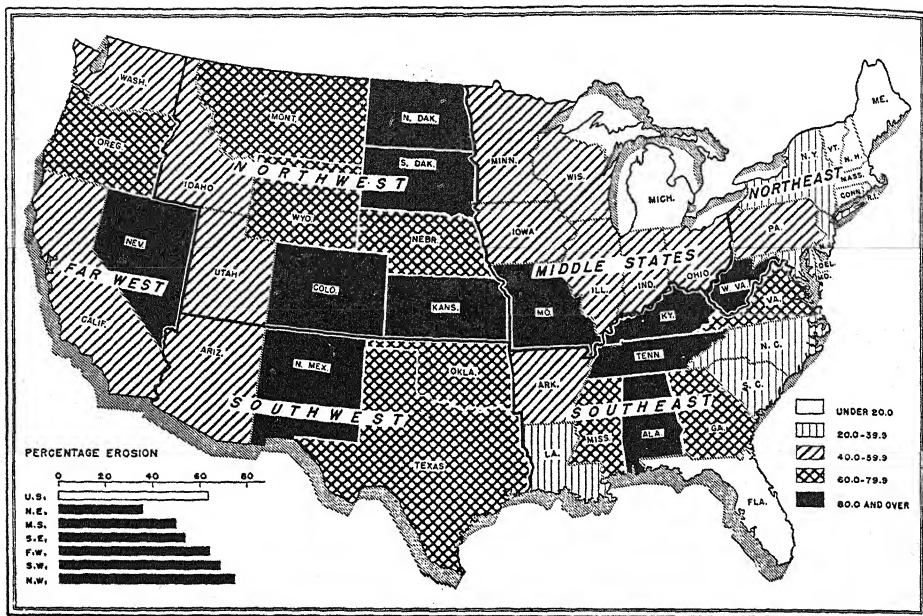 WASH.
OREG.
MONT.
IDAHO
NORTHWEST
WYO.
N. DAK.
S. DAK.
NEBR.
MINN.
WIS.
IOWA
MICH.
ME.
N.Y.
VT.
N.H.
MASS.
CONN.
R.I.
NORTHEAST
PA.
DEL.
MD.
NEV.
FAR WEST
CALIF.
UTAH
COLO.
KANS.
MO.
MIDDLE STATES
ILL.
IND.
OHIO
W. VA.
VA.
KY.
TENN.
N. C.
S. C.
ARIZ.
N. MEX.
SOUTHWEST
OKLA.
TEXAS
ARK.
LA.
SOUTHEAST
MISS.
ALA.
GA.
FLA.
UNDER 20.0
20.0-39.9
40.0-59.9
60.0-79.9
80.0 AND OVER
PERCENTAGE EROSION
0 20 40 60 80
U.S.
N.E.
M.S.
S.E.
F.W.
S.W.
N.W.